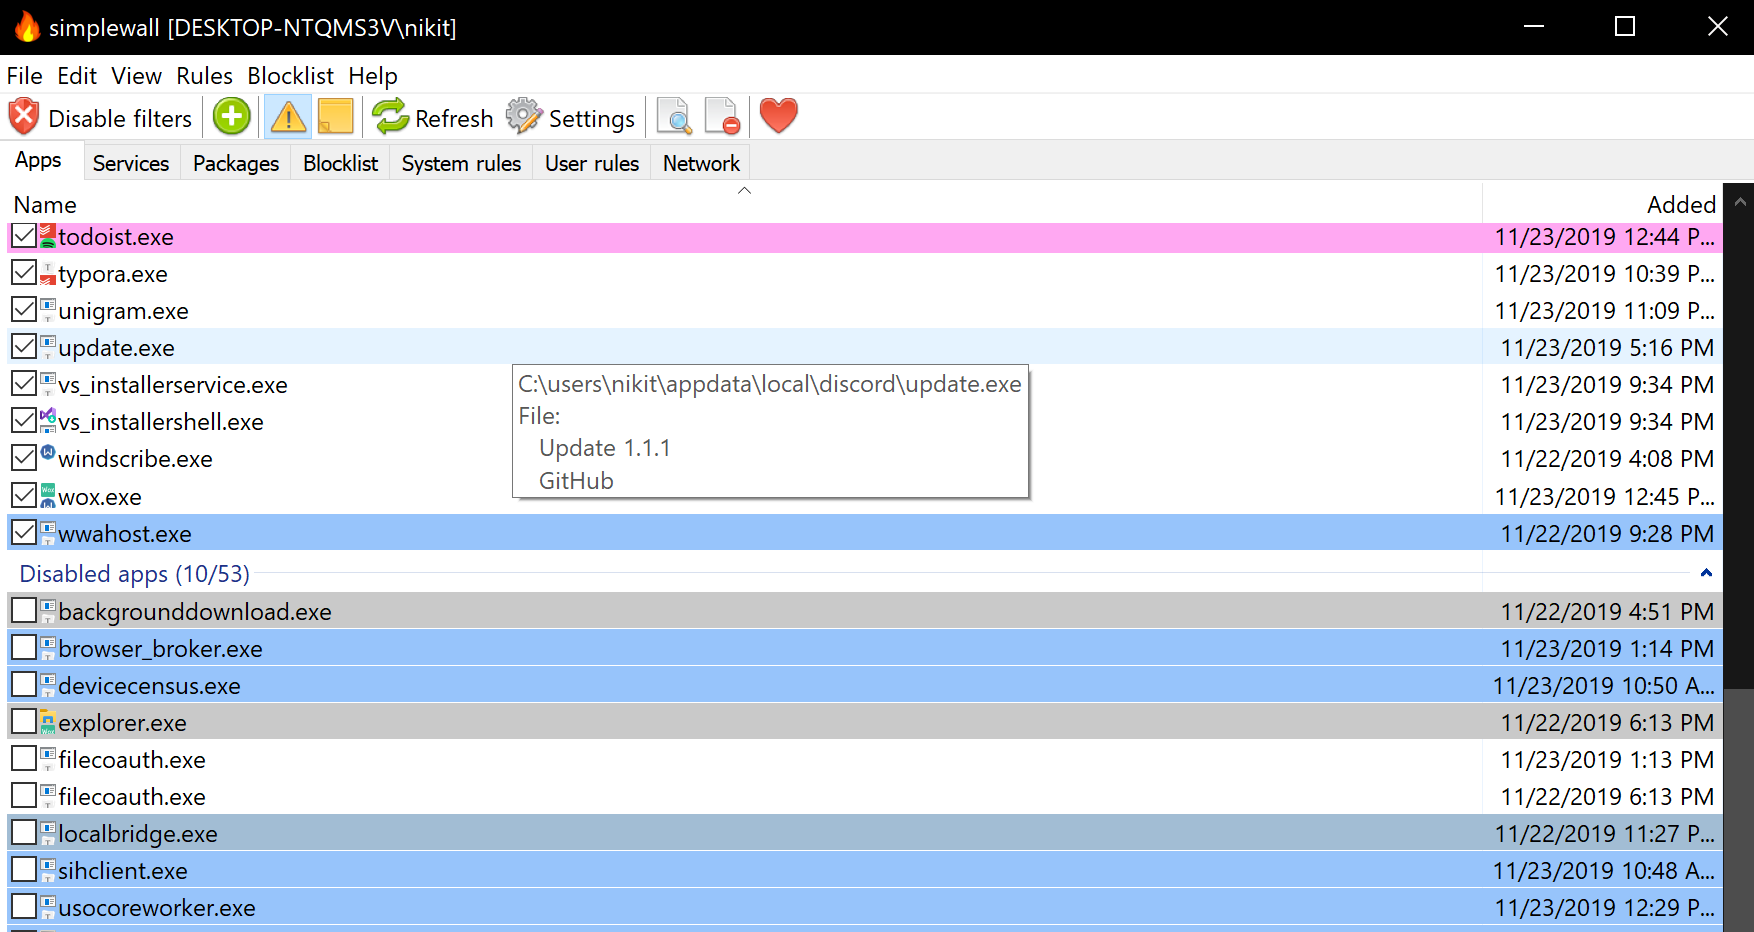 simplewall [DESKTOP-NTQMS3V\nikit]
File Edit View Rules Blocklist Help
Disable filters Refresh Settings
Apps Services Packages Blocklist System rules User rules Network
Name Added
todoist.exe 11/23/2019 12:44 P...
typora.exe 11/23/2019 10:39 P...
unigram.exe 11/23/2019 11:09 P...
update.exe 11/23/2019 5:16 PM
vs_installerservice.exe 11/23/2019 9:34 PM
vs_installershell.exe 11/23/2019 9:34 PM
windscribe.exe 11/22/2019 4:08 PM
wox.exe 11/23/2019 12:45 P...
wwahost.exe 11/22/2019 9:28 PM
C:\users\nikit\appdata\local\discord\update.exe
File:
Update 1.1.1
GitHub
Disabled apps (10/53)
backgrounddownload.exe 11/22/2019 4:51 PM
browser_broker.exe 11/23/2019 1:14 PM
devicecensus.exe 11/23/2019 10:50 A...
explorer.exe 11/22/2019 6:13 PM
filecoauth.exe 11/23/2019 1:13 PM
filecoauth.exe 11/22/2019 6:13 PM
localbridge.exe 11/22/2019 11:27 P...
sihclient.exe 11/23/2019 10:48 A...
usocoreworker.exe 11/23/2019 12:29 P...